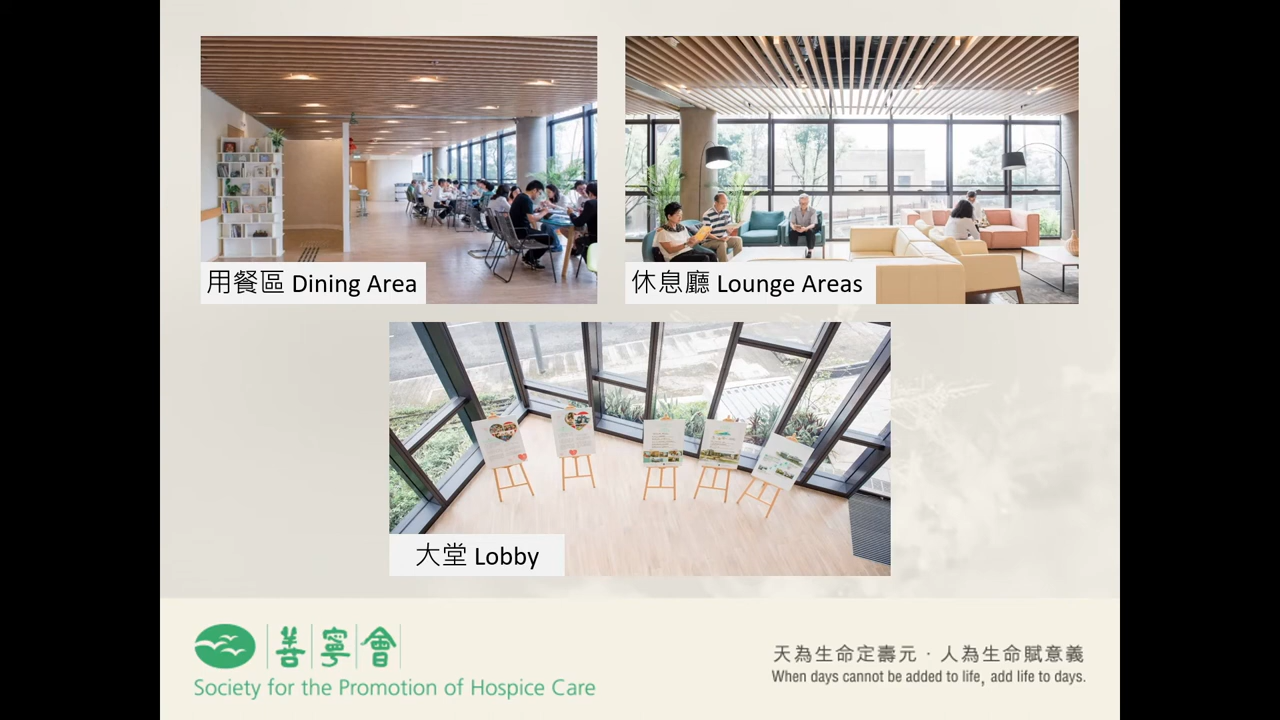 用餐區 Dining Area
休息廳 Lounge Areas
大堂 Lobby
善寧會
Society for the Promotion of Hospice Care
天為生命定壽元．人為生命賦意義
When days cannot be added to life, add life to days.